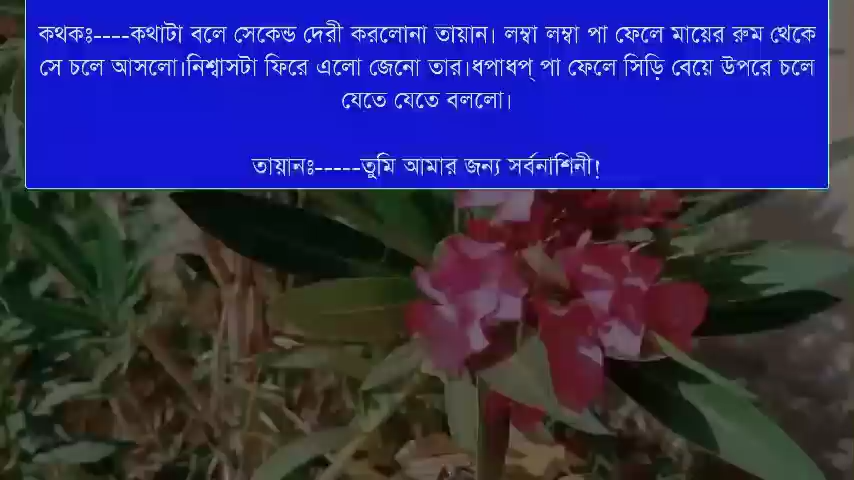 কথকঃ----কথাটা বলে সেকেন্ড দেরী করলোনা তায়ান। লম্বা লম্বা পা ফেলে মায়ের রুম থেকে
সে চলে আসলো।নিশ্বাসটা ফিরে এলো জেনো তার।ধপাধপ্ পা ফেলে সিড়ি বেয়ে উপরে চলে
যেতে যেতে বললো।
তায়ানঃ-----তুমি আমার জন্য সর্বনাশিনী!